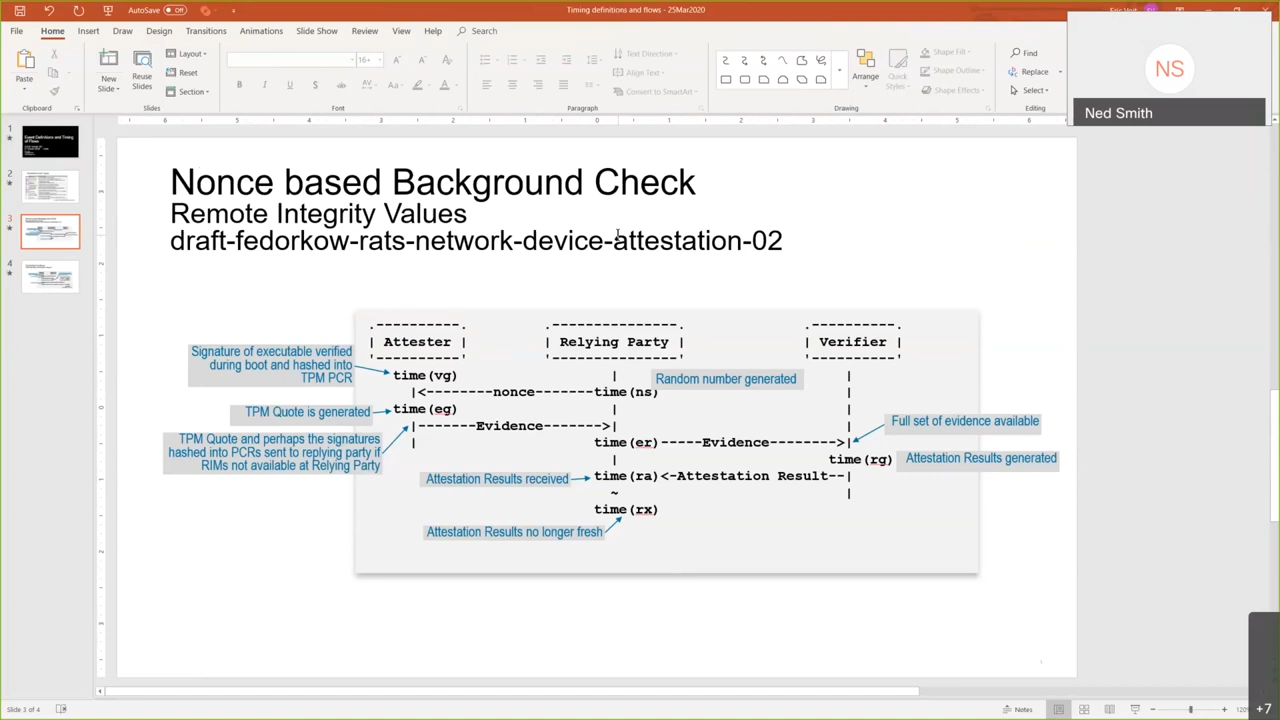 AutoSave Off
Timing definitions and flows - 25Mar2020
File Home Insert Draw Design Transitions Animations Slide Show Review View Help Search
Paste
Clipboard
New Slide
Reuse Slides
Layout
Reset
Section
Slides
16+
Font
Text Direction
Align Text
Convert to SmartArt
Paragraph
Arrange
Quick Styles
Shape Fill
Shape Outline
Shape Effects
Drawing
Find
Replace
Select
Editing
NS
Ned Smith
1
2
3
4
Nonce based Background Check
Remote Integrity Values
draft-fedorkow-rats-network-device-attestation-02
.----------. .---------------. .----------.
| Attester | | Relying Party | | Verifier |
'----------' '---------------' '----------'
Signature of executable verified
during boot and hashed into
TPM PCR
time(vg) | |
Random number generated
|<------nonce-------time(ns) |
TPM Quote is generated
time(eg) | |
|-------Evidence------->| |
TPM Quote and perhaps the signatures
hashed into PCRs sent to replying party if
RIMs not available at Relying Party
Full set of evidence available
| time(er)-----Evidence-------->|
| time(rg)
Attestation Results generated
Attestation Results received
time(ra)<-Attestation Result--|
~ |
time(rx)
Attestation Results no longer fresh
Slide 3 of 4
Notes
+7